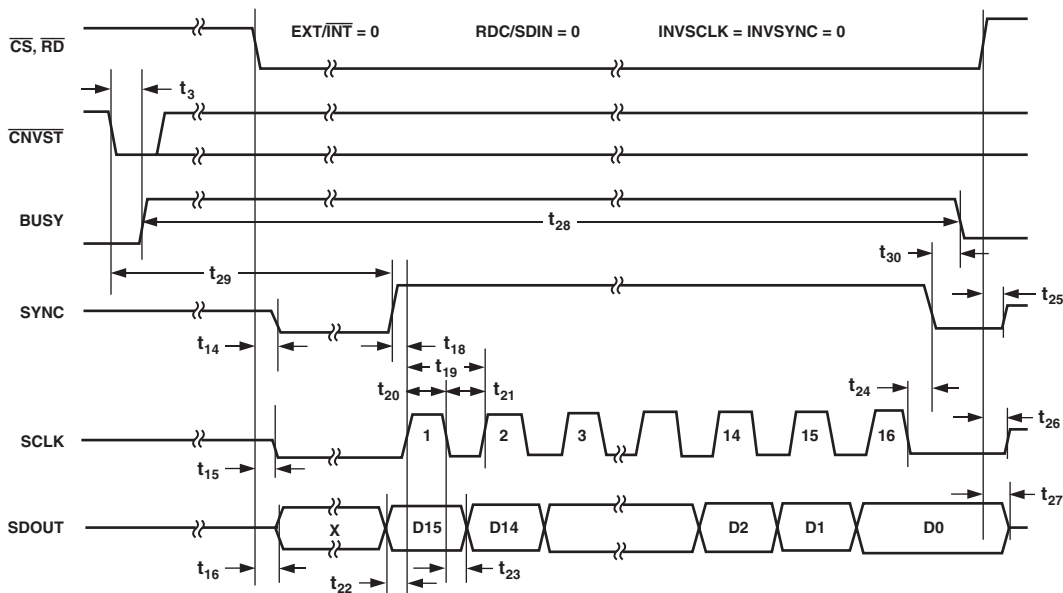 EXT/INT = 0 RDC/SDIN = 0 INVSCLK = INVSYNC = 0
CS, RD
t3
CNVST
BUSY
t28
t30
t29
t25
SYNC
t14
t18
t19
t20
t21
t24
t26
SCLK
1 2 3 14 15 16
t15
t27
SDOUT
X D15 D14 D2 D1 D0
t16
t22
t23